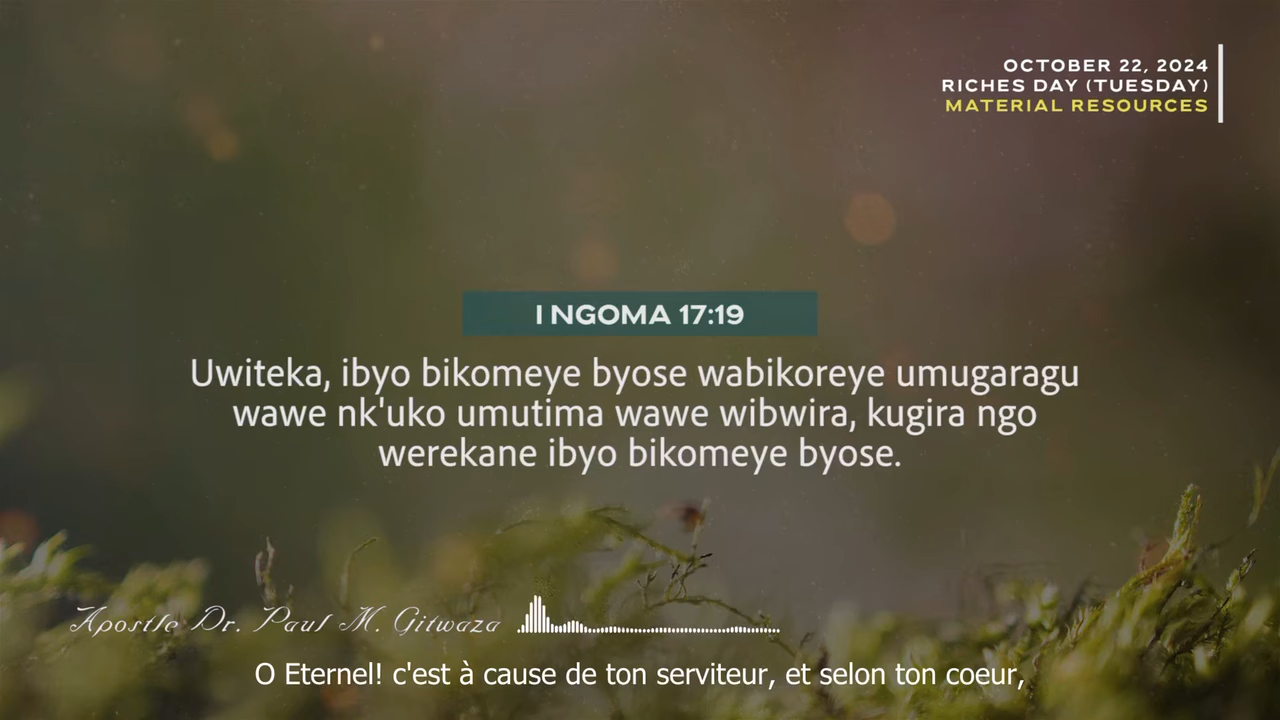 OCTOBER 22, 2024
RICHES DAY (TUESDAY)
MATERIAL RESOURCES
I NGOMA 17:19
Uwiteka, ibyo bikomeye byose wabikoreye umugaragu
wawe nk'uko umutima wawe wibwira, kugira ngo
werekane ibyo bikomeye byose.
Apostle Dr. Paul M. Gitwaza
O Eternel! c'est à cause de ton serviteur, et selon ton coeur,